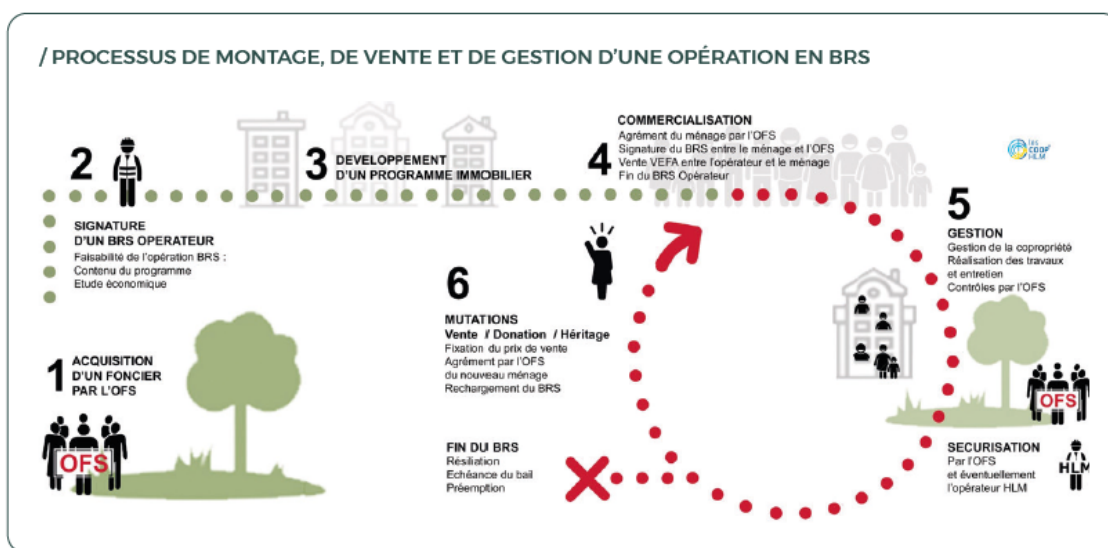 / PROCESSUS DE MONTAGE, DE VENTE ET DE GESTION D'UNE OPÉRATION EN BRS
1
ACQUISITION
D'UN FONCIER
PAR L'OFS
OFS
2
SIGNATURE
D'UN BRS OPERATEUR
Faisabilité de l'opération BRS :
Contenu du programme
Etude économique
3
DEVELOPPEMENT
D'UN PROGRAMME IMMOBILIER
4
COMMERCIALISATION
Agrément du ménage par l'OFS
Signature du BRS entre le ménage et l'OFS
Vente VEFA entre l'opérateur et le ménage
Fin du BRS Opérateur
LES
COOP'
HLM
5
GESTION
Gestion de la copropriété
Réalisation des travaux
et entretien
Contrôles par l'OFS
OFS
SECURISATION
Par l'OFS
et éventuellement
l'opérateur HLM
HLM
6
MUTATIONS
Vente / Donation / Héritage
Fixation du prix de vente
Agrément par l'OFS
du nouveau ménage
Rechargement du BRS
FIN DU BRS
Résiliation
Echéance du bail
Préemption